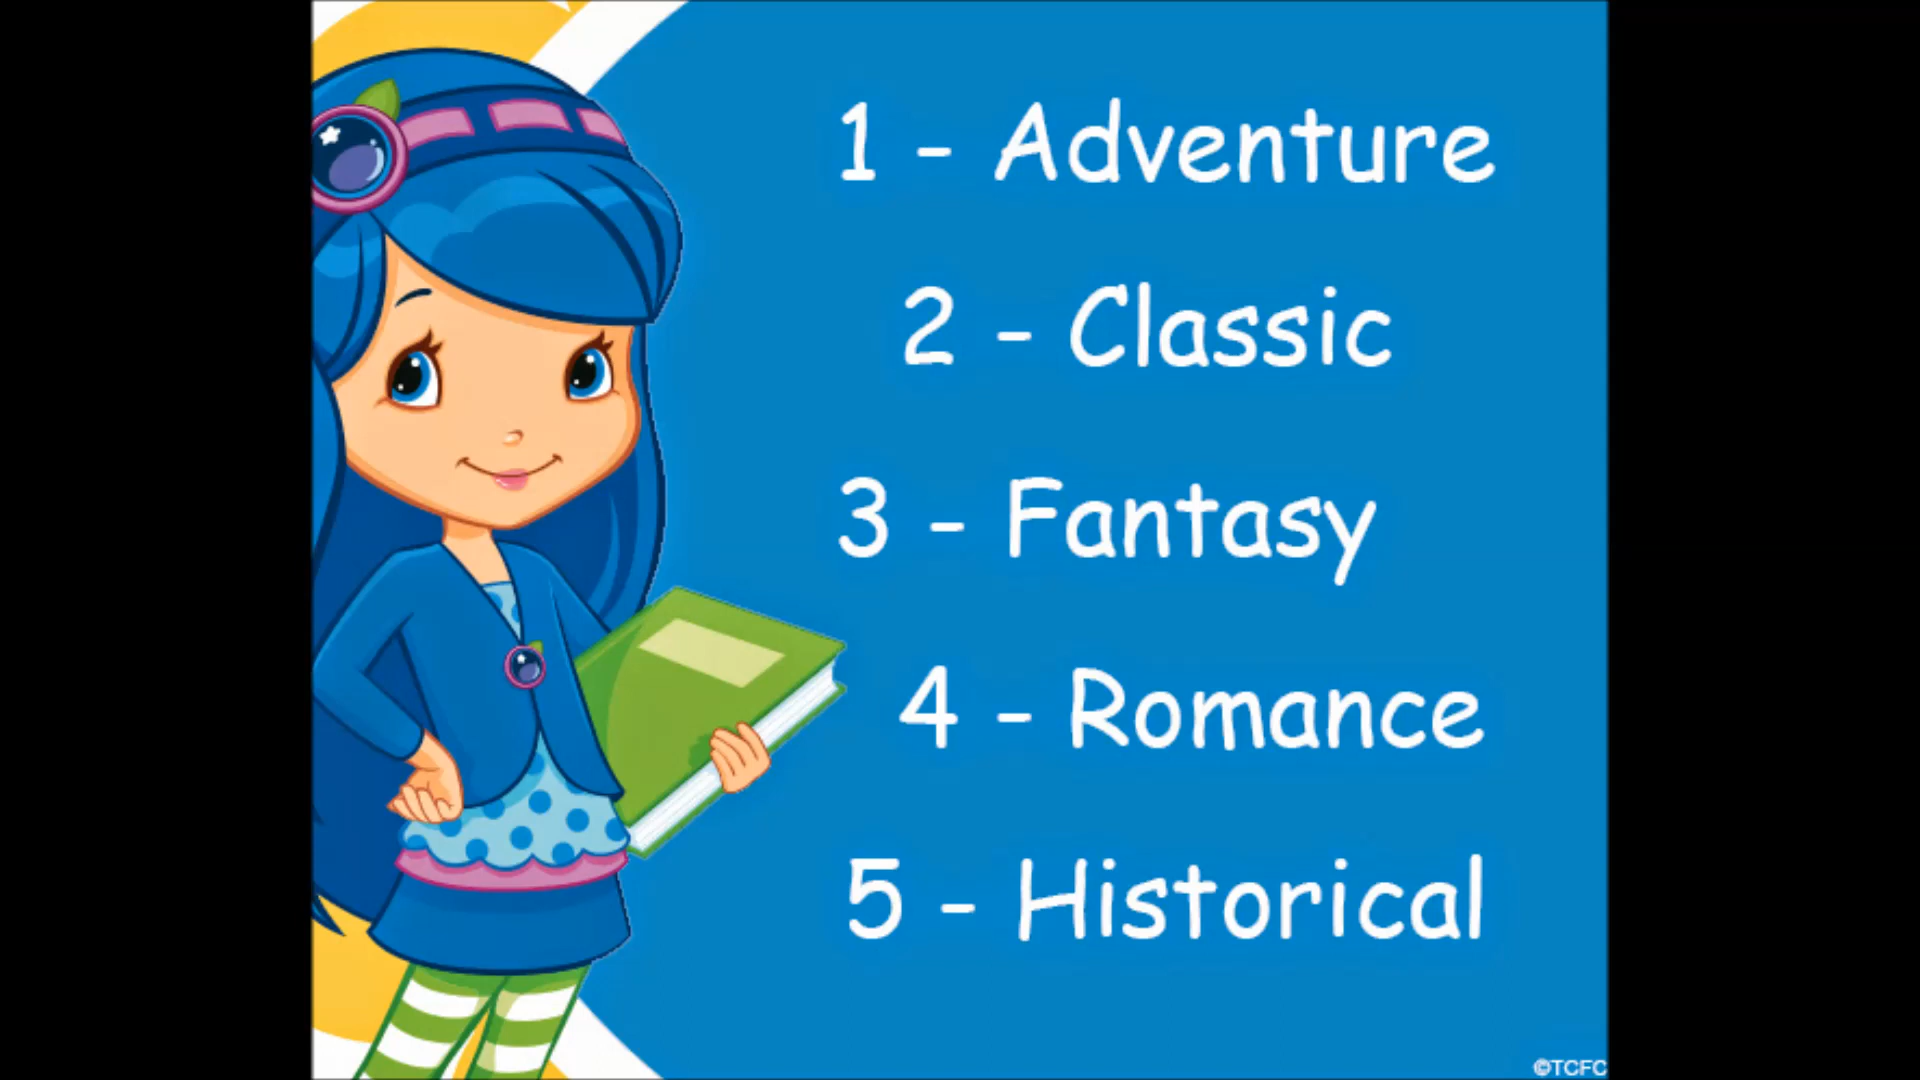 1 - Adventure
2 - Classic
3 - Fantasy
4 - Romance
5 - Historical
©TCFC